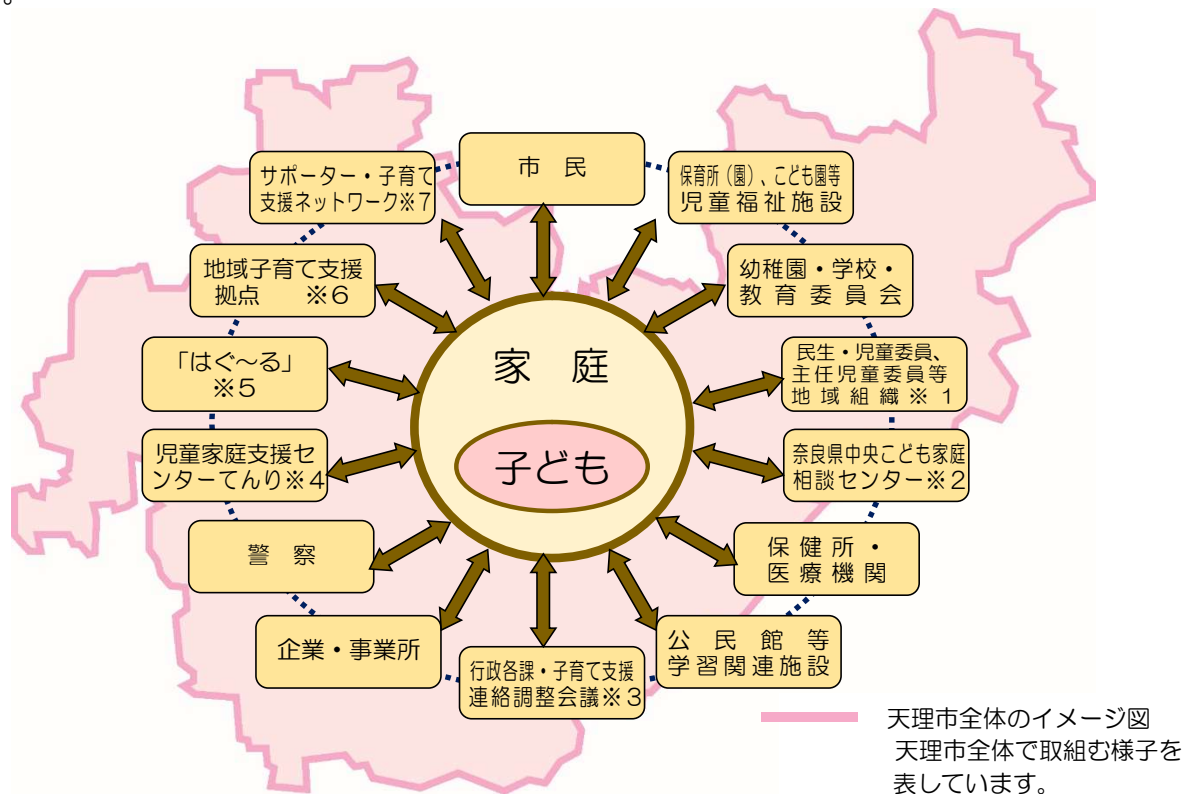 。
市 民
サポーター・子育て
支援ネットワーク※7
保育所（園）、こども園等
児童福祉施設
地域子育て支援
拠点　　※6
幼稚園・学校・
教 育 委 員 会
家　庭
子ども
「はぐ～る」
※5
民生・児童委員、
主任児童委員等
地 域 組 織 ※ 1
児童家庭支援セ
ンターてんり※4
奈良県中央こども家庭
相談センター※2
警 察
保 健 所 ・
医 療 機 関
企業・事業所
行政各課・子育て支援
連絡調整会議※3
公 民 館 等
学習関連施設
天理市全体のイメージ図
天理市全体で取組む様子を
表しています。